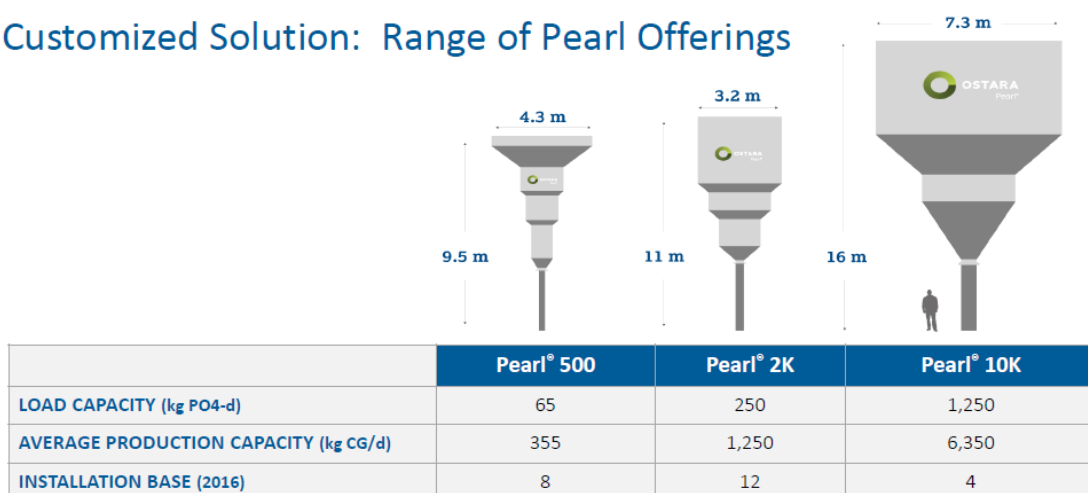 Customized Solution: Range of Pearl Offerings
7.3 m
OSTARA
Pearl®
3.2 m
4.3 m
OSTARA
9.5 m
11 m
16 m
Pearl® 500
Pearl® 2K
Pearl® 10K
LOAD CAPACITY (kg PO4-d)
65
250
1,250
AVERAGE PRODUCTION CAPACITY (kg CG/d)
355
1,250
6,350
INSTALLATION BASE (2016)
8
12
4